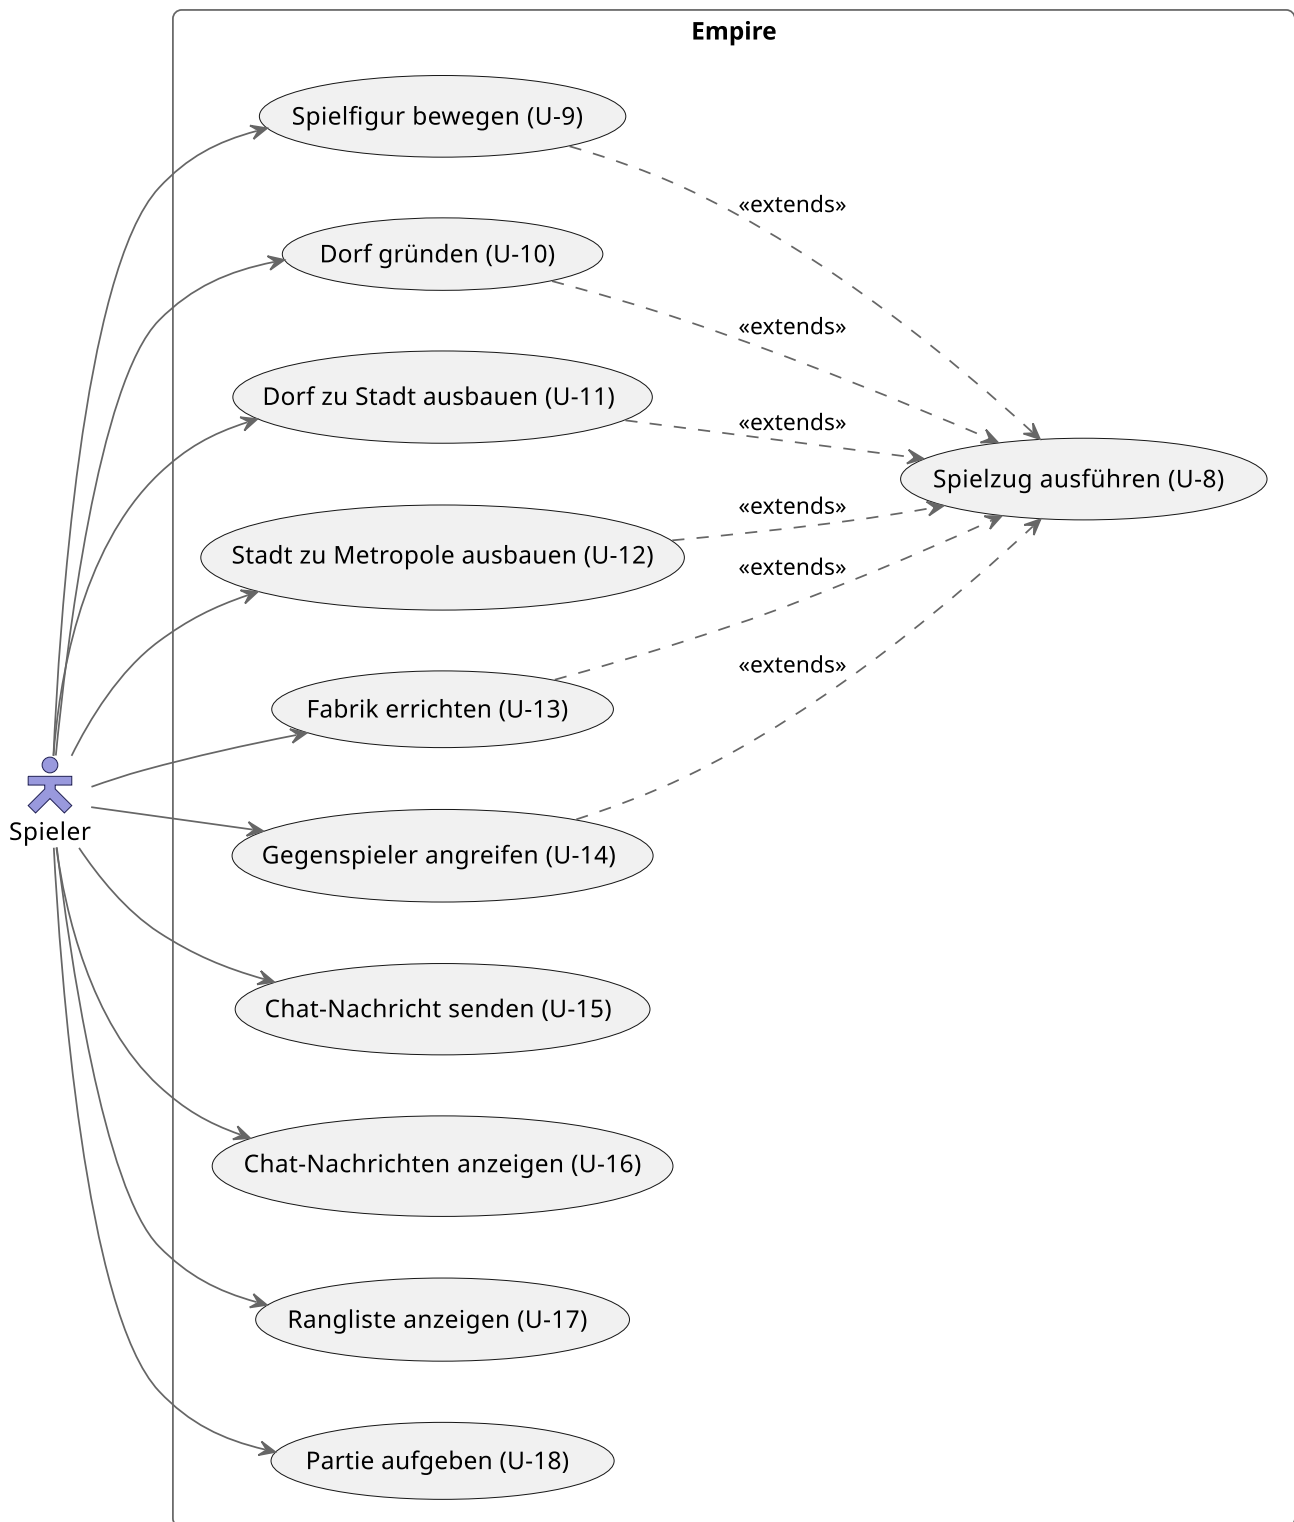 Empire
Spielfigur bewegen (U-9)
«extends»
Dorf gründen (U-10)
«extends»
Dorf zu Stadt ausbauen (U-11)
«extends»
Spielzug ausführen (U-8)
«extends»
Stadt zu Metropole ausbauen (U-12)
«extends»
«extends»
Fabrik errichten (U-13)
Spieler
Gegenspieler angreifen (U-14)
Chat-Nachricht senden (U-15)
Chat-Nachrichten anzeigen (U-16)
Rangliste anzeigen (U-17)
Partie aufgeben (U-18)